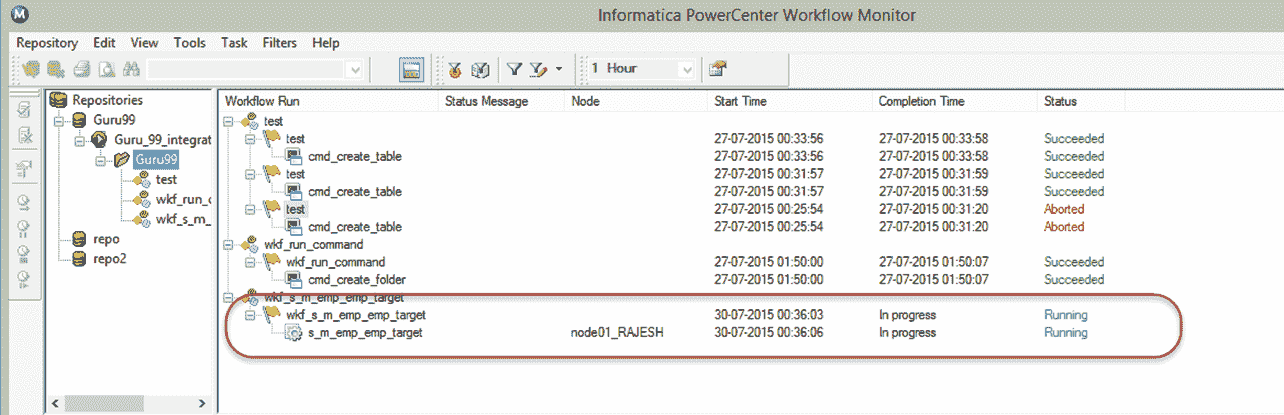 Informatica PowerCenter Workflow Monitor
Repository Edit View Tools Task Filters Help
1 Hour
Repositories
Guru99
Guru_99_integrat
Guru99
test
wkf_run_c
wkf_s_m_
repo
repo2
Workflow Run Status Message Node Start Time Completion Time Status
test
test 27-07-2015 00:33:56 27-07-2015 00:33:58 Succeeded
cmd_create_table 27-07-2015 00:33:56 27-07-2015 00:33:58 Succeeded
test 27-07-2015 00:31:57 27-07-2015 00:31:59 Succeeded
cmd_create_table 27-07-2015 00:31:57 27-07-2015 00:31:59 Succeeded
test 27-07-2015 00:25:54 27-07-2015 00:31:20 Aborted
cmd_create_table 27-07-2015 00:25:54 27-07-2015 00:31:20 Aborted
wkf_run_command
wkf_run_command 27-07-2015 01:50:00 27-07-2015 01:50:07 Succeeded
cmd_create_folder 27-07-2015 01:50:00 27-07-2015 01:50:07 Succeeded
wkf_s_m_emp_emp_target
wkf_s_m_emp_emp_target 30-07-2015 00:36:03 In progress Running
s_m_emp_emp_target node01_RAJESH 30-07-2015 00:36:06 In progress Running